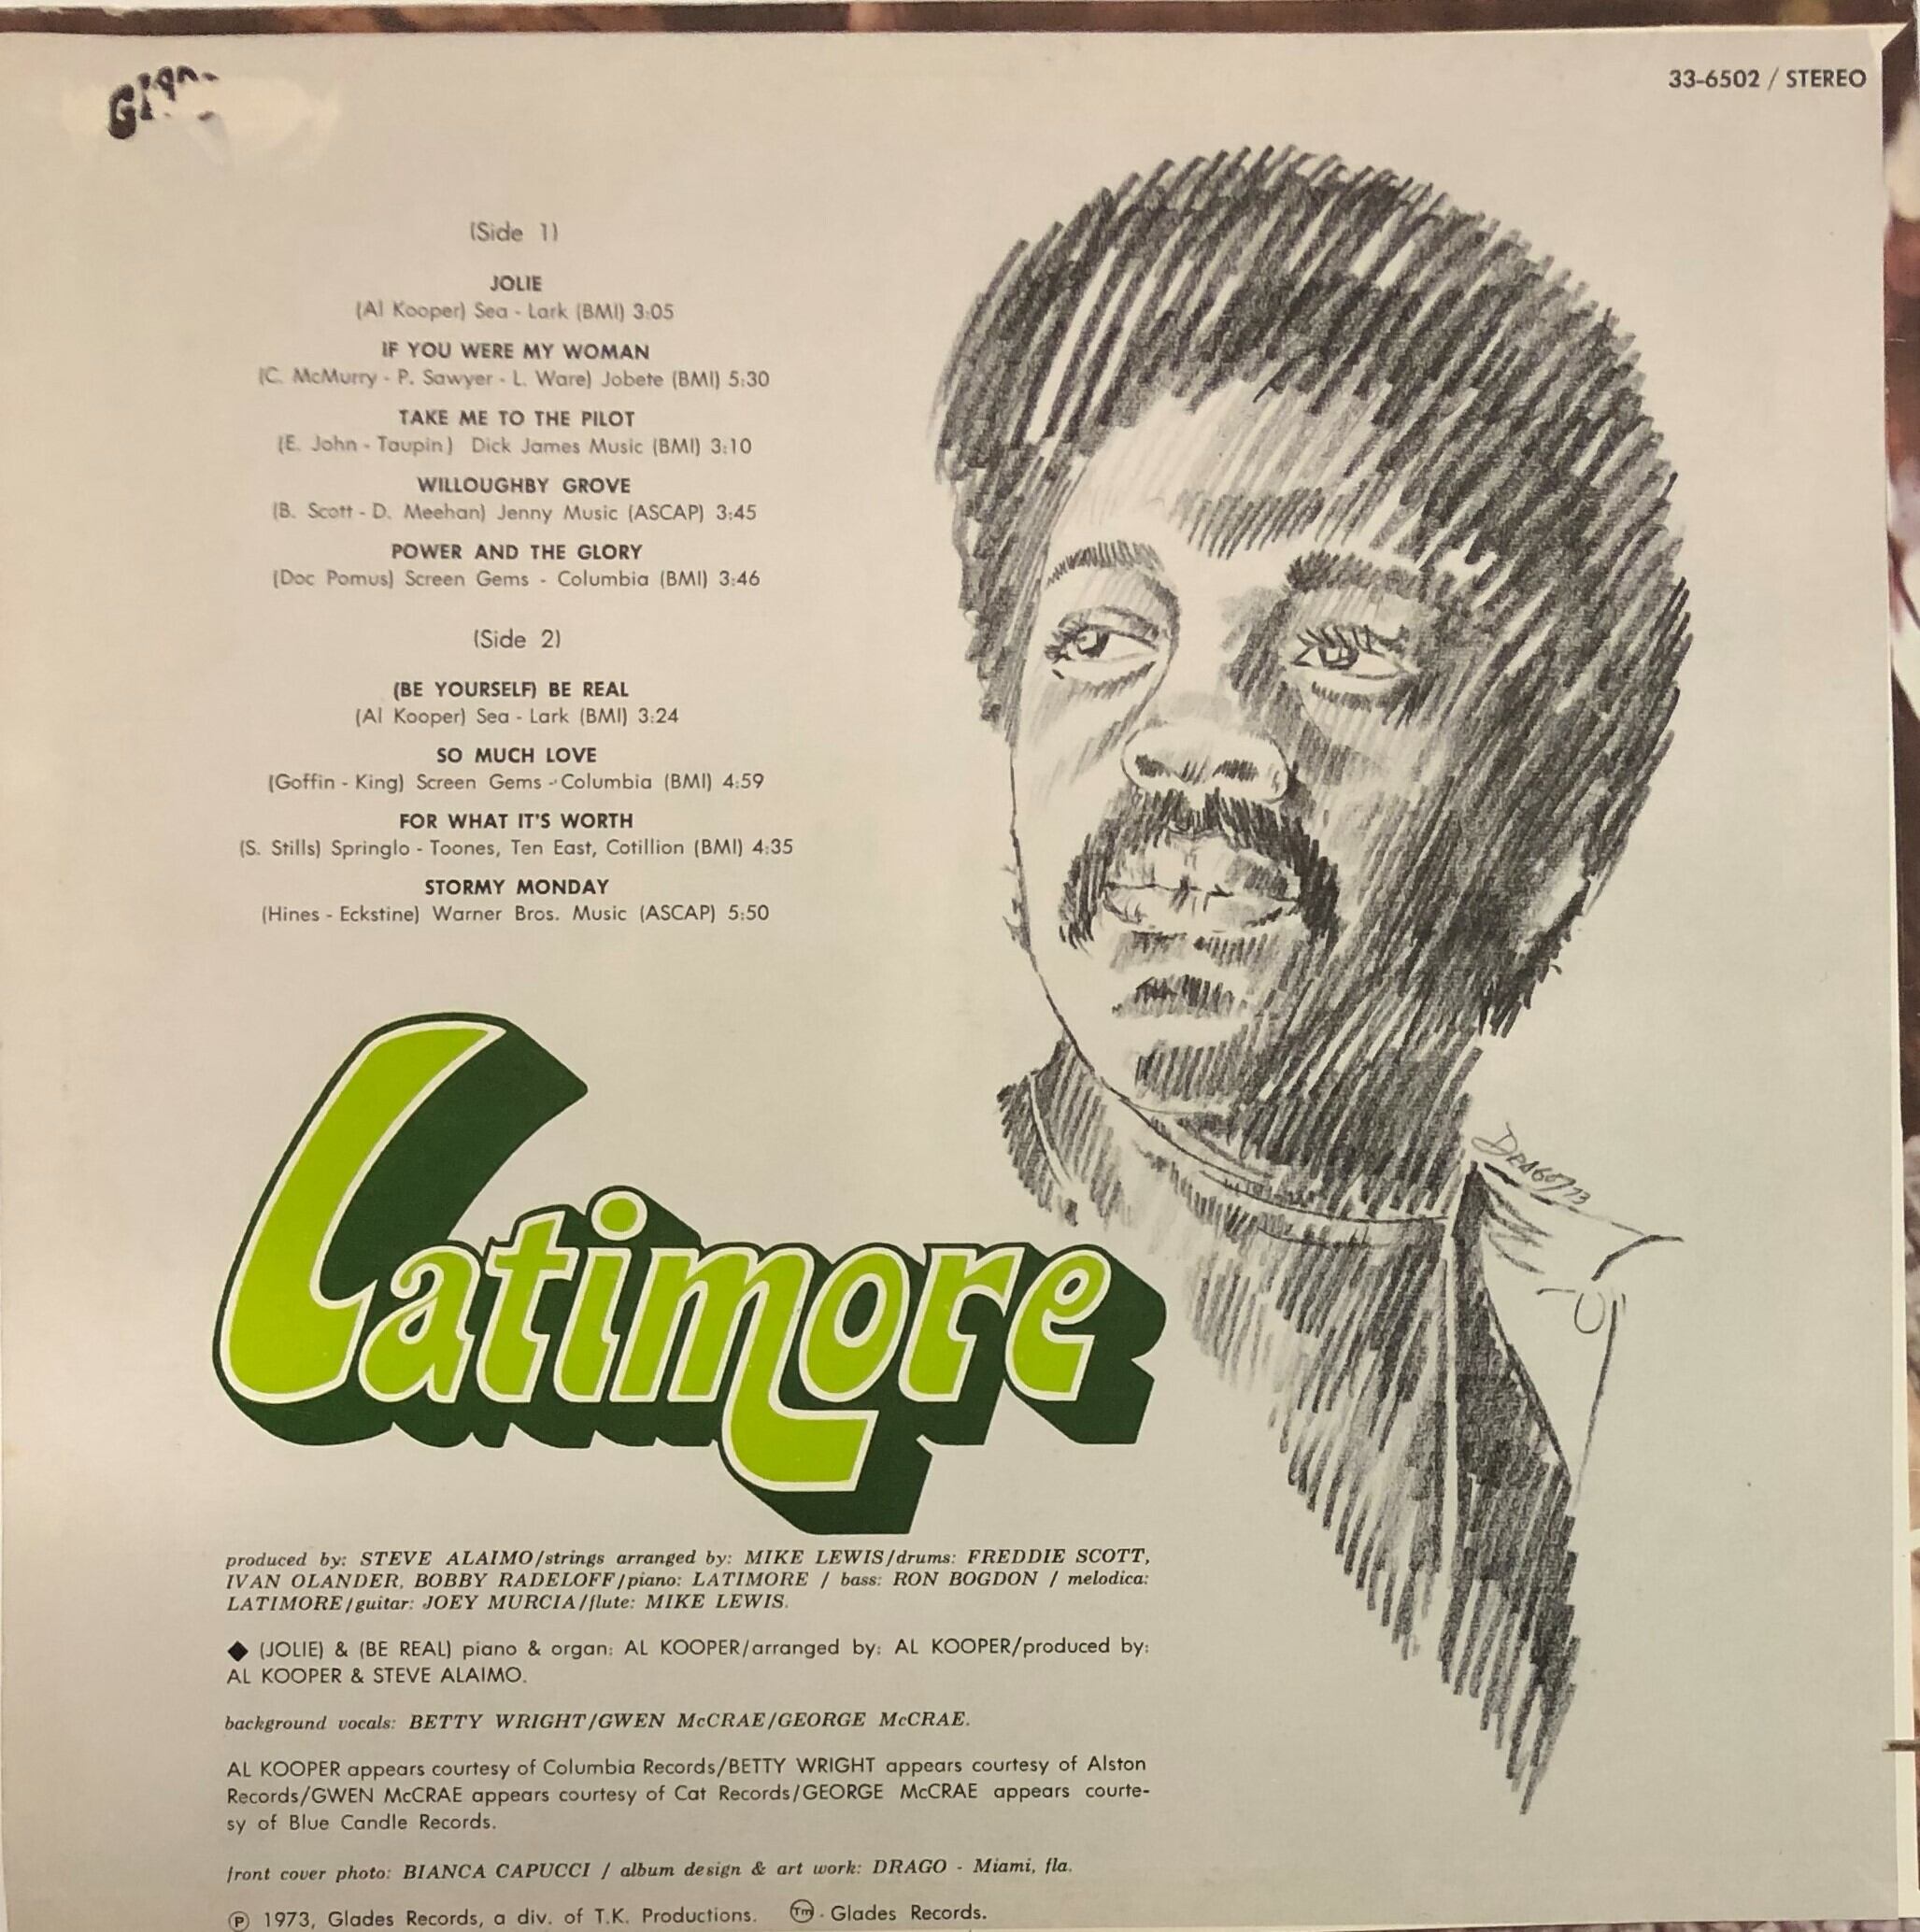 33-6502 / STEREO
(Side 1)
JOLIE
(Al Kooper) Sea - Lark (BMI) 3:05
IF YOU WERE MY WOMAN
(C. McMurry - P. Sawyer - L. Ware) Jobete (BMI) 5:30
TAKE ME TO THE PILOT
(E. John - Taupin) Dick James Music (BMI) 3:10
WILLOUGHBY GROVE
(B. Scott - D. Meehan) Jenny Music (ASCAP) 3:45
POWER AND THE GLORY
(Doc Pomus) Screen Gems - Columbia (BMI) 3:46
(Side 2)
(BE YOURSELF) BE REAL
(Al Kooper) Sea - Lark (BMI) 3:24
SO MUCH LOVE
(Goffin - King) Screen Gems - Columbia (BMI) 4:59
FOR WHAT IT'S WORTH
(S. Stills) Springlo - Toones, Ten East, Cotillion (BMI) 4:35
STORMY MONDAY
(Hines - Eckstine) Warner Bros. Music (ASCAP) 5:50
Latimore
produced by: STEVE ALAIMO/strings arranged by: MIKE LEWIS/drums: FREDDIE SCOTT,
IVAN OLANDER, BOBBY RADELOFF/piano: LATIMORE / bass: RON BOGDON / melodica:
LATIMORE/guitar: JOEY MURCIA/flute: MIKE LEWIS.
◆ (JOLIE) & (BE REAL) piano & organ: AL KOOPER/arranged by: AL KOOPER/produced by:
AL KOOPER & STEVE ALAIMO.
background vocals: BETTY WRIGHT/GWEN McCRAE/GEORGE McCRAE.
AL KOOPER appears courtesy of Columbia Records/BETTY WRIGHT appears courtesy of Alston
Records/GWEN McCRAE appears courtesy of Cat Records/GEORGE McCRAE appears courte-
sy of Blue Candle Records.
front cover photo: BIANCA CAPUCCI / album design & art work: DRAGO - Miami, fla.
℗ 1973, Glades Records, a div. of T.K. Productions. Tm - Glades Records.
DRAGO/73